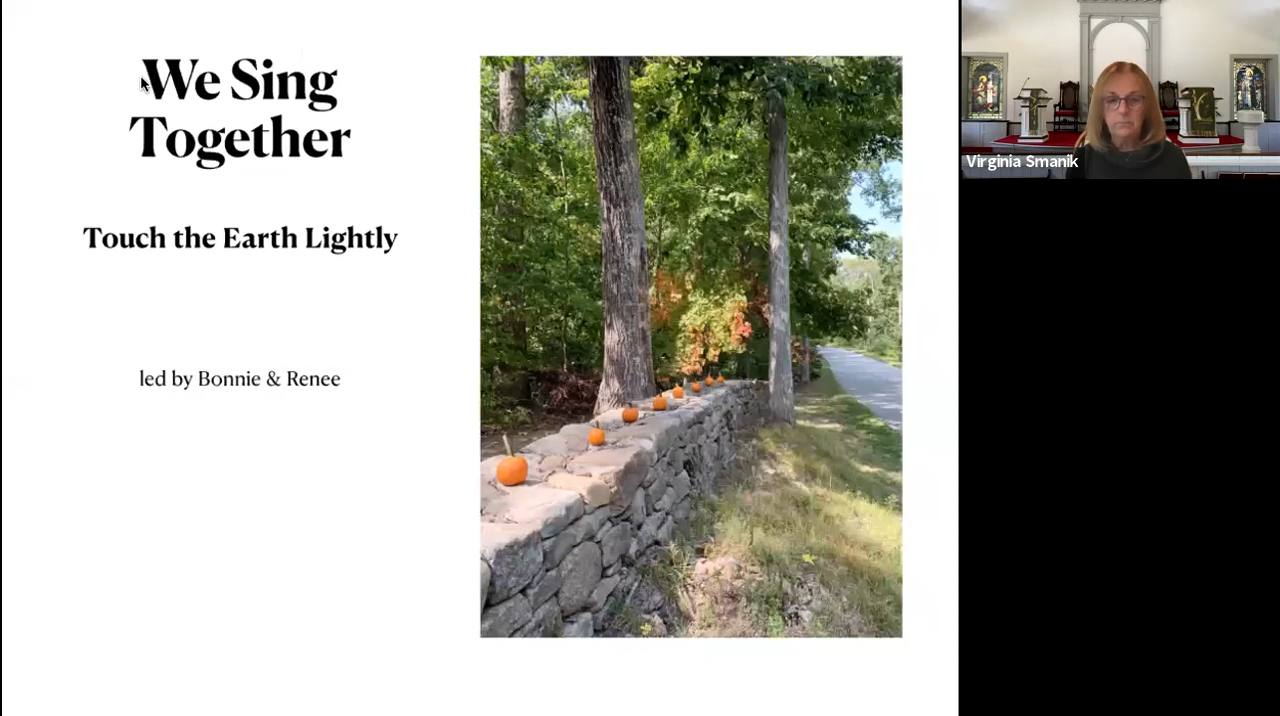 We Sing
Together
Touch the Earth Lightly
led by Bonnie & Renee
Virginia Smanik